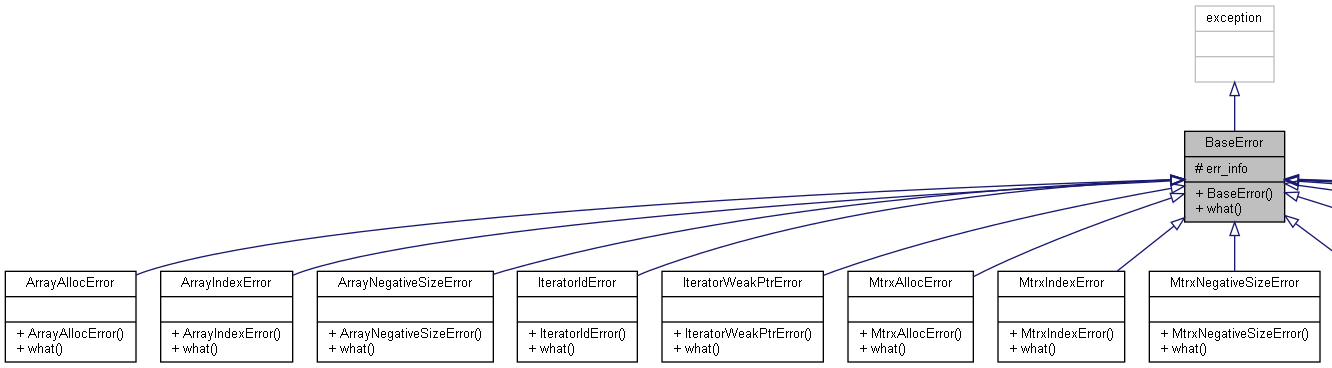 exception
BaseError
# err_info
+ BaseError()
+ what()
ArrayAllocError
+ ArrayAllocError()
+ what()
ArrayIndexError
+ ArrayIndexError()
+ what()
ArrayNegativeSizeError
+ ArrayNegativeSizeError()
+ what()
IteratorIdError
+ IteratorIdError()
+ what()
IteratorWeakPtrError
+ IteratorWeakPtrError()
+ what()
MtrxAllocError
+ MtrxAllocError()
+ what()
MtrxIndexError
+ MtrxIndexError()
+ what()
MtrxNegativeSizeError
+ MtrxNegativeSizeError()
+ what()